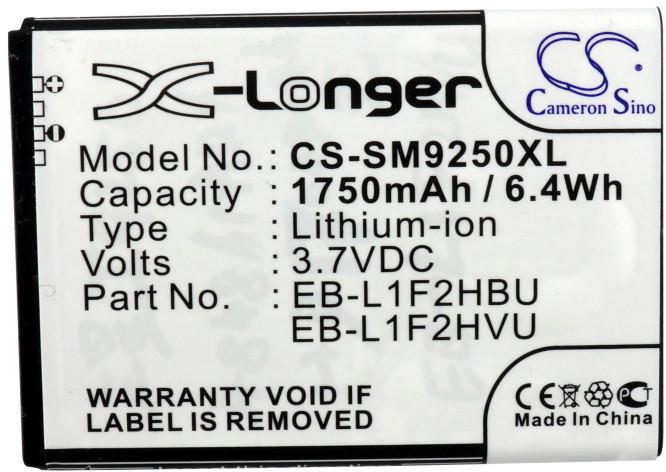 X-Longer
CS
Cameron Sino
Model No.: CS-SM9250XL
Capacity : 1750mAh / 6.4Wh
Type : Lithium-ion
Volts : 3.7VDC
Part No. : EB-L1F2HBU
EB-L1F2HVU
WARRANTY VOID IF
LABEL IS REMOVED.
CE PCT
Made In China